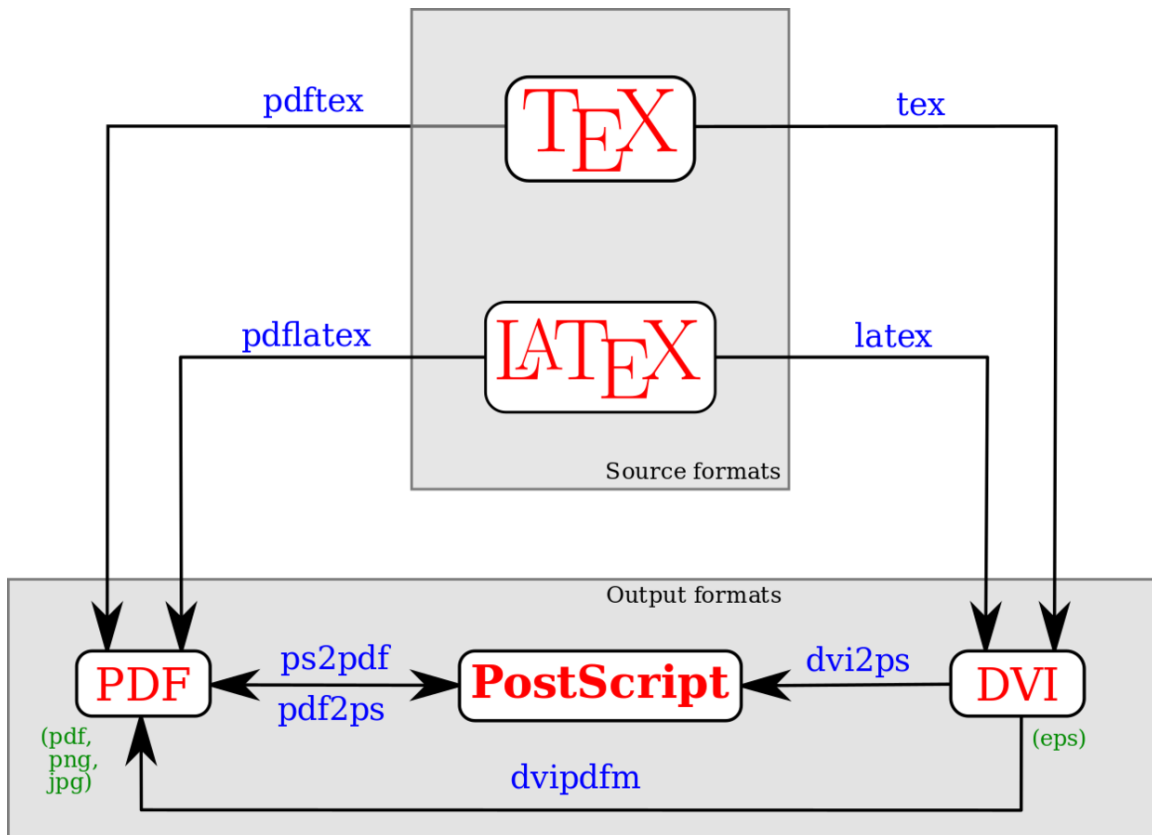 pdftex
TEX
tex
pdflatex
LATEX
latex
Source formats
Output formats
PDF
ps2pdf
pdf2ps
PostScript
dvi2ps
DVI
(pdf,
png,
jpg)
(eps)
dvipdfm